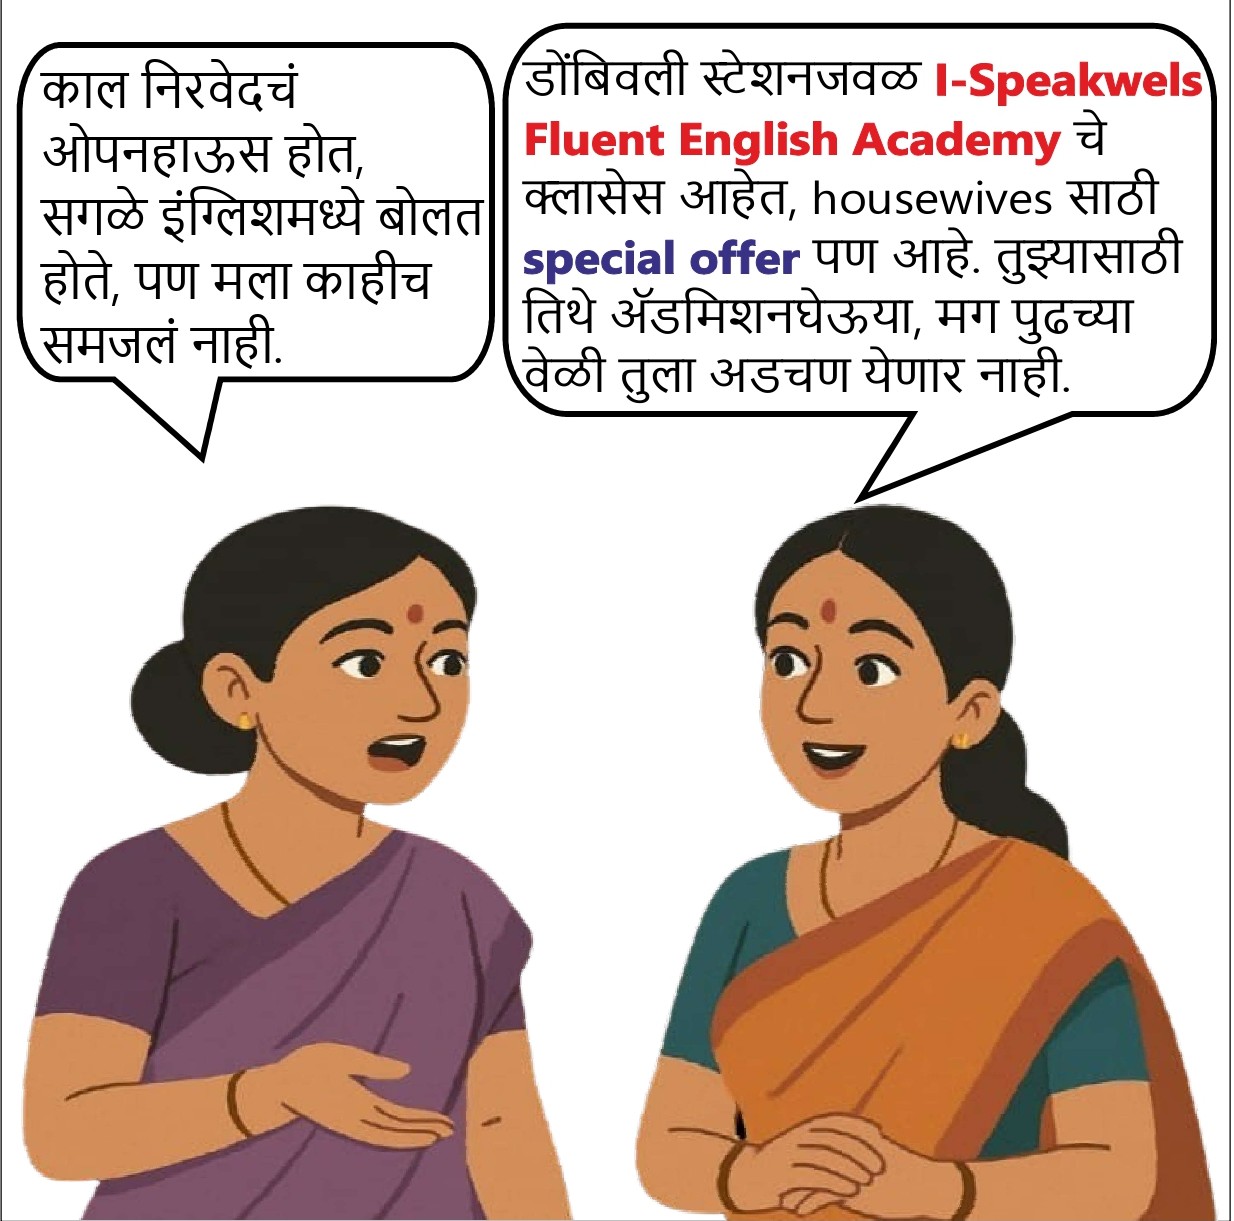 काल निरवेदचं
ओपनहाऊस होत,
सगळे इंग्लिशमध्ये बोलत
होते, पण मला काहीच
समजलं नाही.
डोंबिवली स्टेशनजवळ I-Speakwels
Fluent English Academy चे
क्लासेस आहेत, housewives साठी
special offer पण आहे. तुझ्यासाठी
तिथे ॲडमिशनघेऊया, मग पुढच्या
वेळी तुला अडचण येणार नाही.